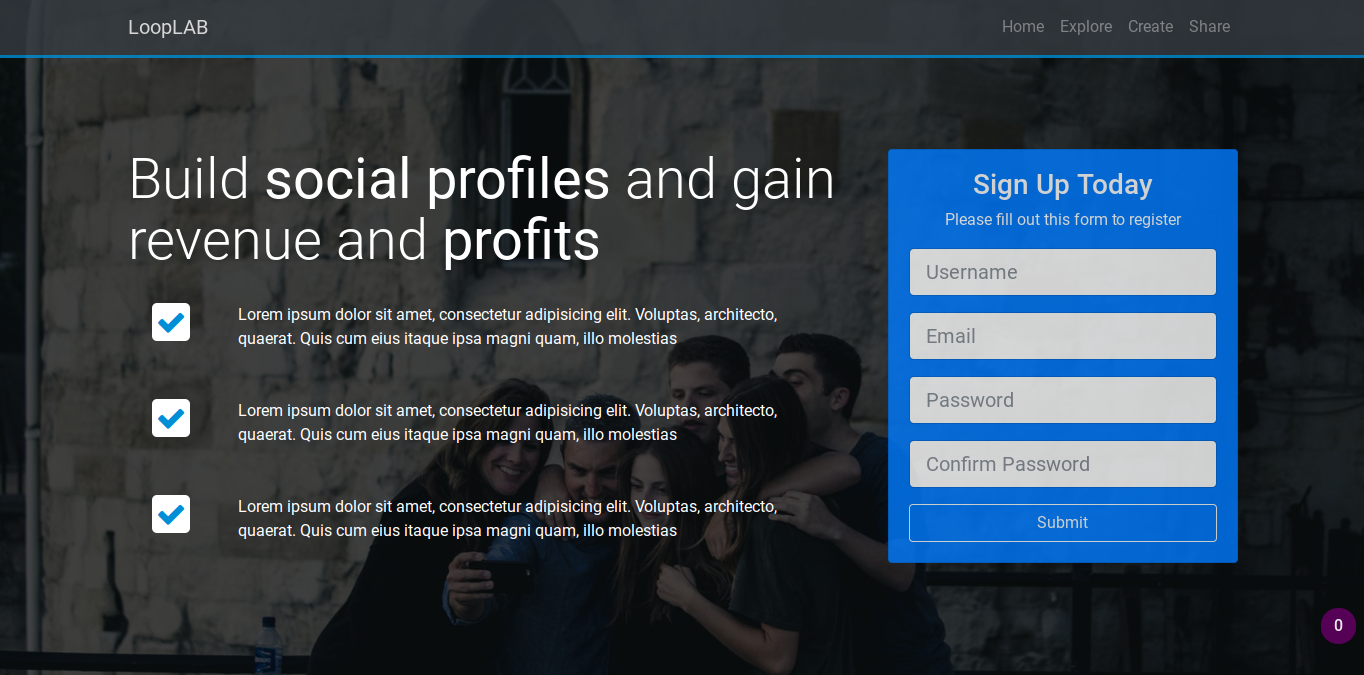 LoopLAB
Home Explore Create Share
Build social profiles and gain
revenue and profits
Lorem ipsum dolor sit amet, consectetur adipisicing elit. Voluptas, architecto,
quaerat. Quis cum eius itaque ipsa magni quam, illo molestias
Lorem ipsum dolor sit amet, consectetur adipisicing elit. Voluptas, architecto,
quaerat. Quis cum eius itaque ipsa magni quam, illo molestias
Lorem ipsum dolor sit amet, consectetur adipisicing elit. Voluptas, architecto,
quaerat. Quis cum eius itaque ipsa magni quam, illo molestias
Sign Up Today
Please fill out this form to register
Username
Email
Password
Confirm Password
Submit
0